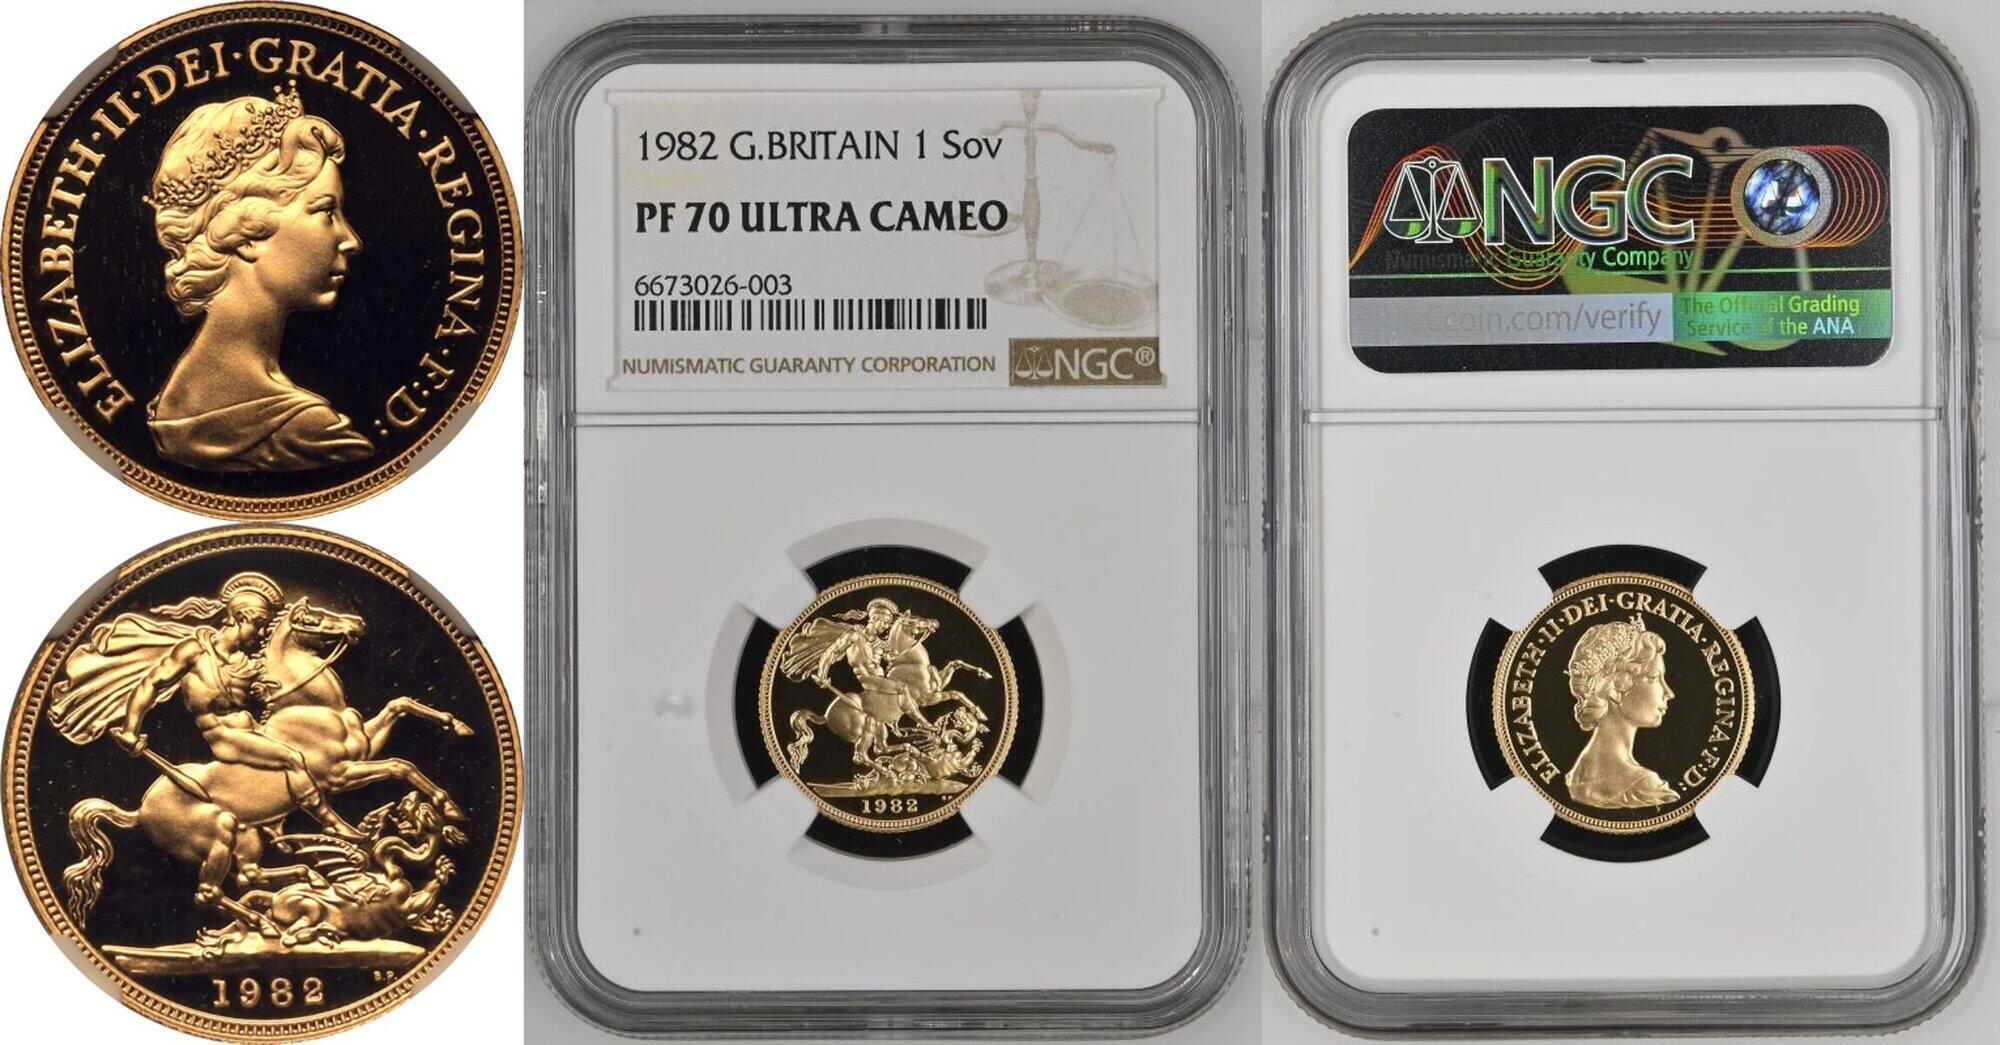 ELIZABETH·II·DEI·GRATIA·REGINA·F:D:
1982
B.P.
1982 G.BRITAIN 1 Sov
PF 70 ULTRA CAMEO
6673026-003
NUMISMATIC GUARANTY CORPORATION
NGC®
1982
NGC
Numismatic Guaranty Company
NGCcoin.com/verify
The Official Grading
Service of the ANA
ELIZABETH·II·DEI·GRATIA·REGINA·F:D: